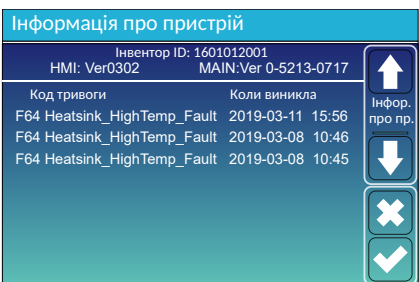 Інформація про пристрій
Інвентор ID: 1601012001
HMI: Ver0302 MAIN:Ver 0-5213-0717
Код тривоги Коли виникла
F64 Heatsink_HighTemp_Fault 2019-03-11 15:56
F64 Heatsink_HighTemp_Fault 2019-03-08 10:46
F64 Heatsink_HighTemp_Fault 2019-03-08 10:45
Інфор.
про пр.